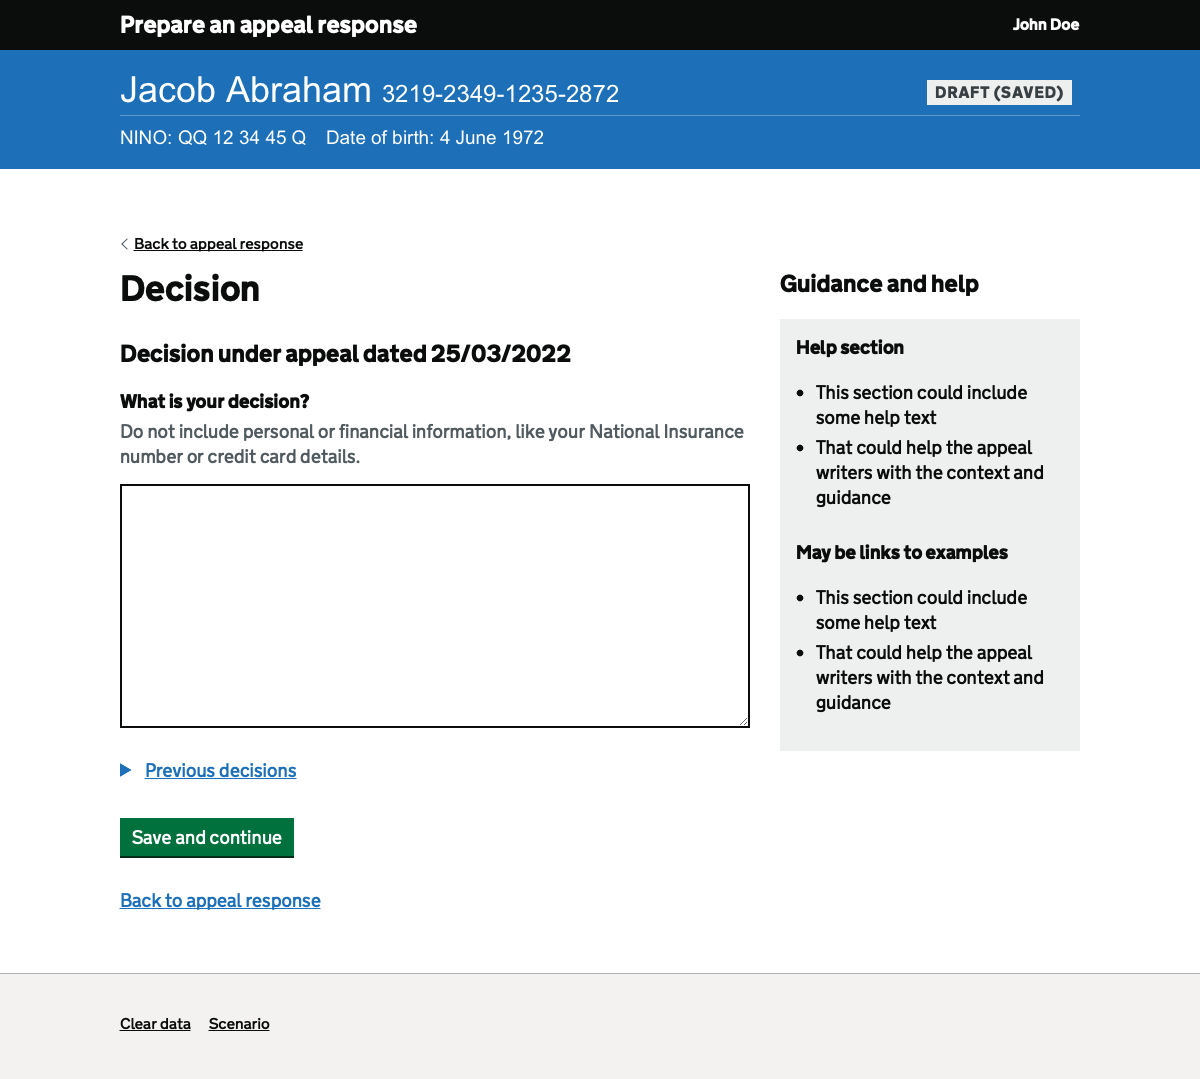 Prepare an appeal response
John Doe
Jacob Abraham 3219-2349-1235-2872
DRAFT (SAVED)
NINO: QQ 12 34 45 Q Date of birth: 4 June 1972
Back to appeal response
Decision
Decision under appeal dated 25/03/2022
What is your decision?
Do not include personal or financial information, like your National Insurance
number or credit card details.
Previous decisions
Save and continue
Back to appeal response
Guidance and help
Help section
This section could include
some help text
That could help the appeal
writers with the context and
guidance
May be links to examples
This section could include
some help text
That could help the appeal
writers with the context and
guidance
Clear data Scenario